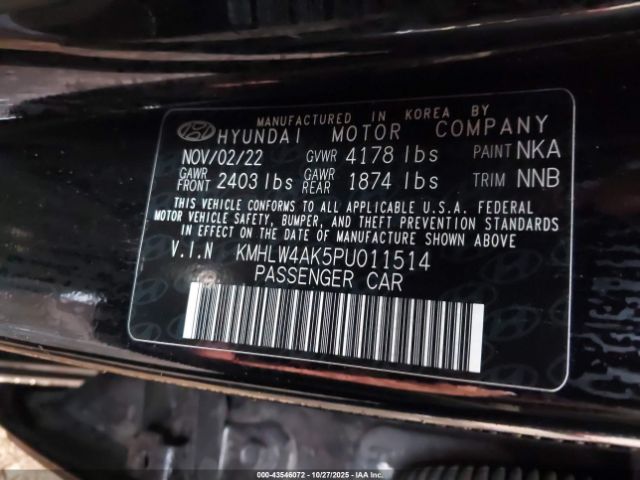 MANUFACTURED IN KOREA BY
HYUNDAI MOTOR COMPANY
NOV/02/22 GVWR 4178 lbs PAINT NKA
GAWR FRONT 2403 lbs GAWR REAR 1874 lbs TRIM NNB
THIS VEHICLE CONFORMS TO ALL APPLICABLE U.S.A. FEDERAL
MOTOR VEHICLE SAFETY, BUMPER, AND THEFT PREVENTION STANDARDS
IN EFFECT ON THE DATE OF MANUFACTURE SHOWN ABOVE
V.I.N KMHLW4AK5PU011514
PASSENGER CAR
000-43546072 | 10/27/2025 | IAA, Inc.